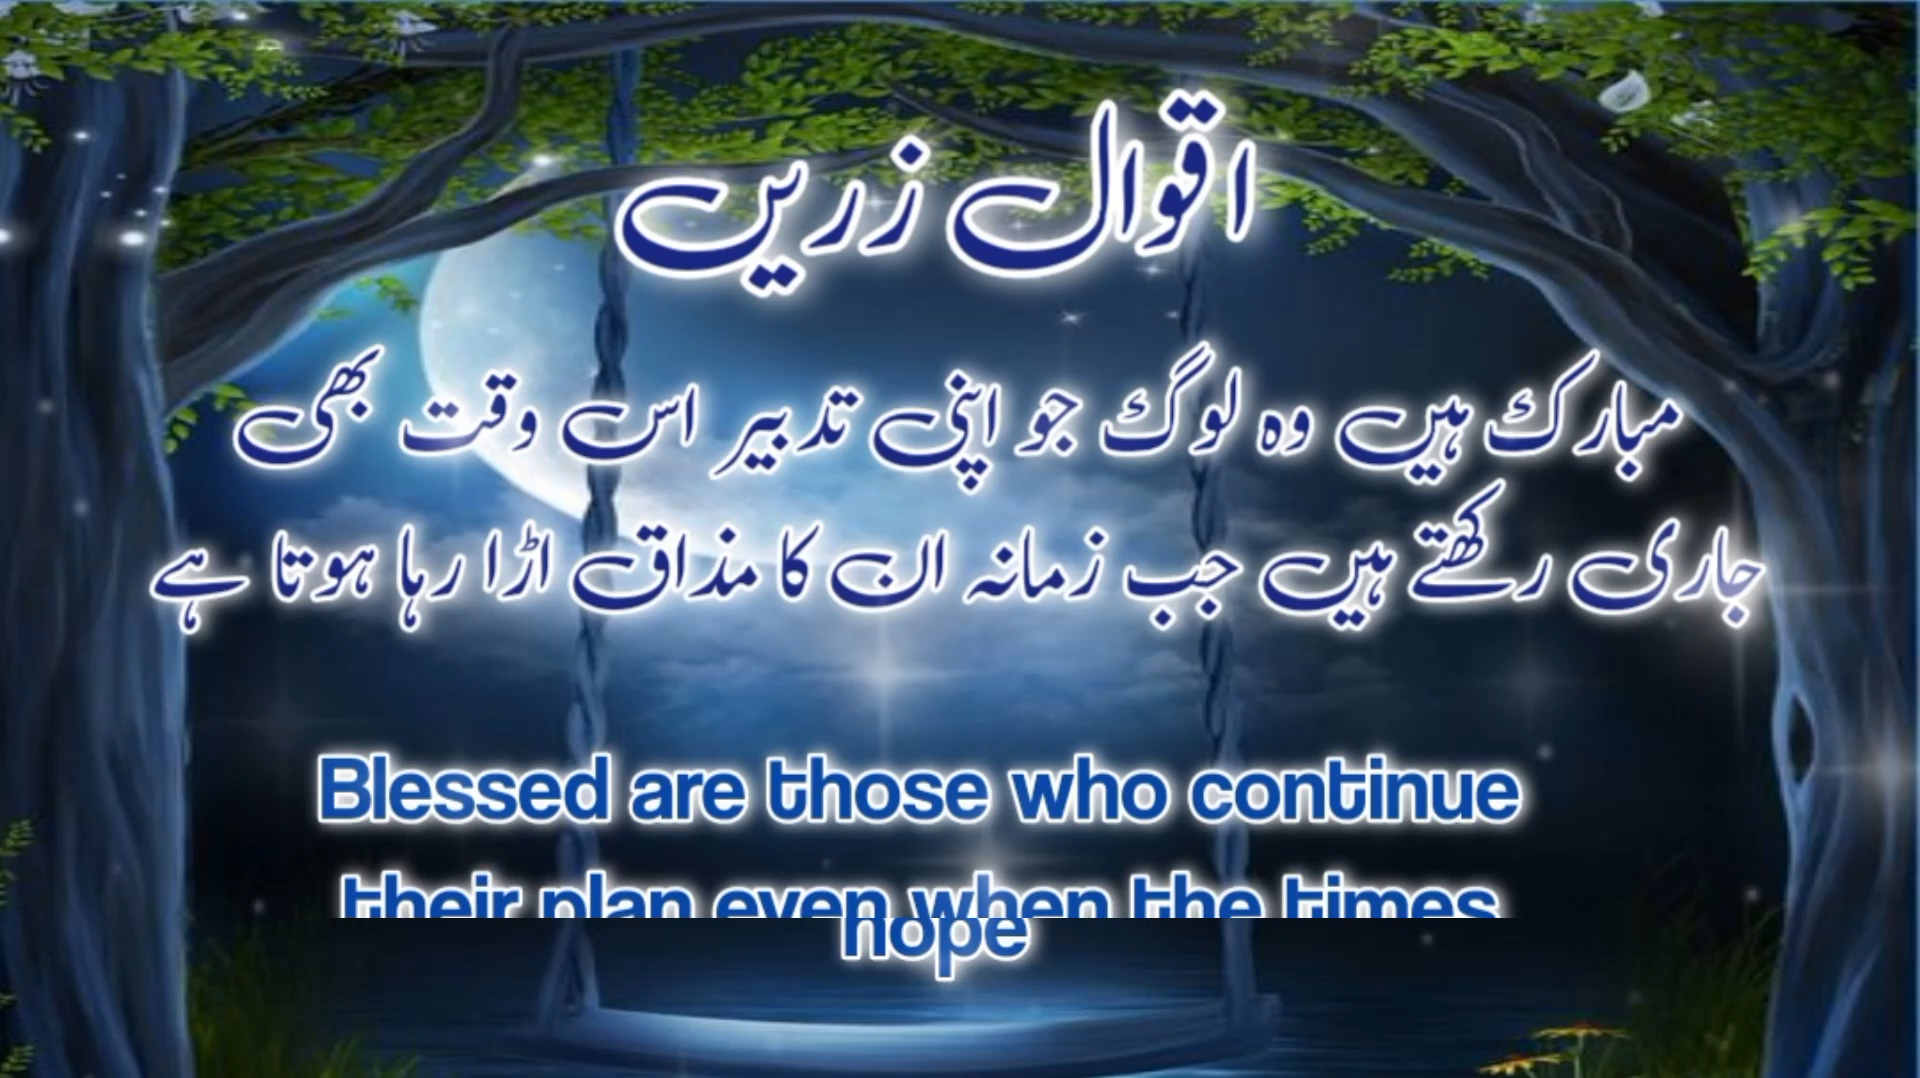 اقوال زریں
مبارک ہیں وہ لوگ جو اپنی تدبیر اس وقت بھی
جاری رکھتے ہیں جب زمانہ ان کا مذاق اڑا رہا ہوتا ہے
Blessed are those who continue
their plan even when the times
hope